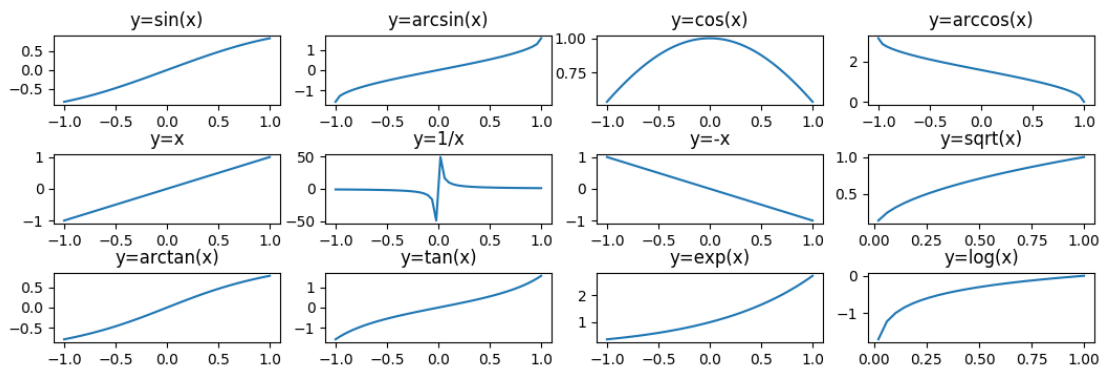 y=sin(x) y=arcsin(x) y=cos(x) y=arccos(x)
0.5 0.0 −0.5
1 0 −1
1.00 0.75
2 0
−1.0 −0.5 0.0 0.5 1.0
−1.0 −0.5 0.0 0.5 1.0
−1.0 −0.5 0.0 0.5 1.0
−1.0 −0.5 0.0 0.5 1.0
y=x y=1/x y=-x y=sqrt(x)
1 0 −1
50 0 −50
1 0 −1
1.0 0.5
−1.0 −0.5 0.0 0.5 1.0
−1.0 −0.5 0.0 0.5 1.0
−1.0 −0.5 0.0 0.5 1.0
0.00 0.25 0.50 0.75 1.00
y=arctan(x) y=tan(x) y=exp(x) y=log(x)
0.5 0.0 −0.5
1 0 −1
2 1
0 −1
−1.0 −0.5 0.0 0.5 1.0
−1.0 −0.5 0.0 0.5 1.0
−1.0 −0.5 0.0 0.5 1.0
0.00 0.25 0.50 0.75 1.00